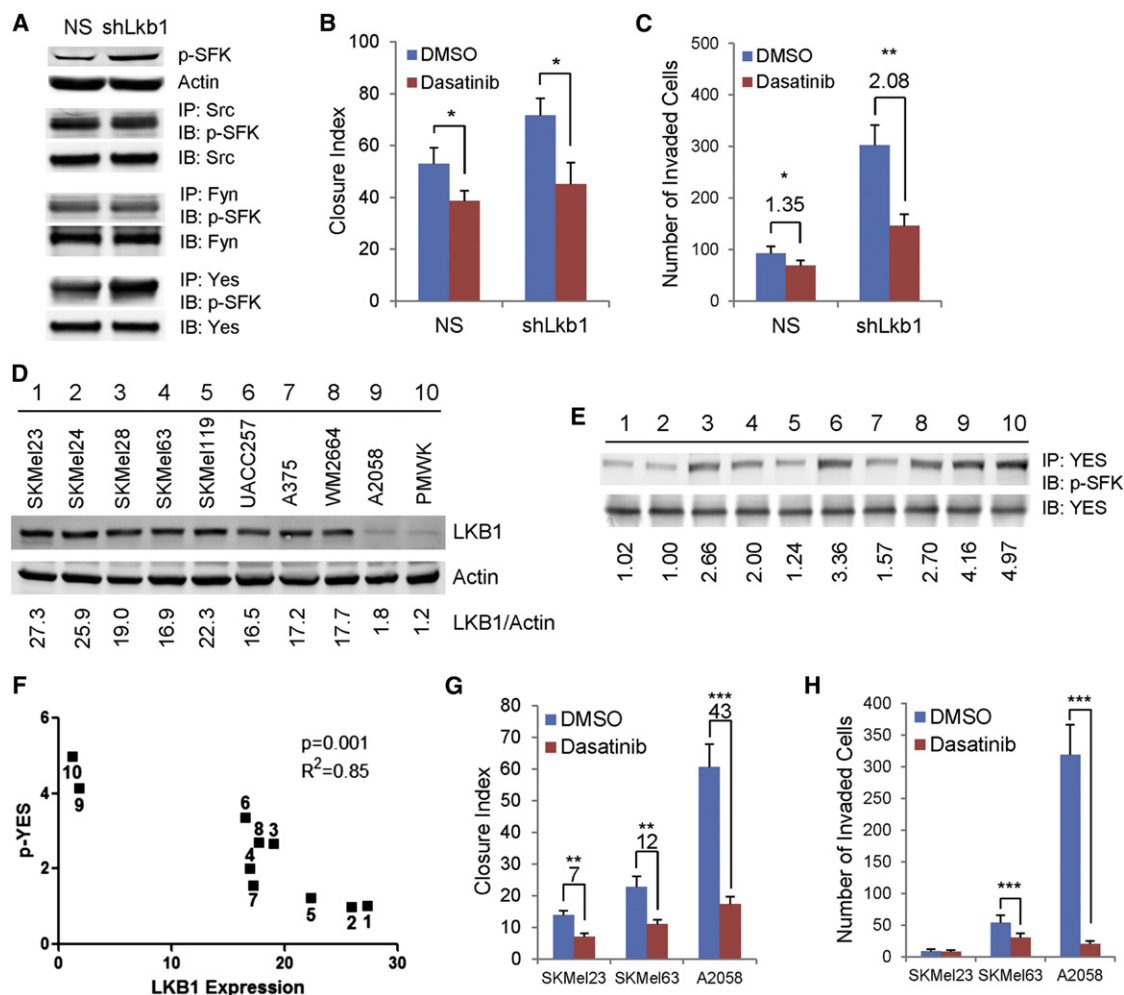 A
NS shLkb1
p-SFK
Actin
IP: Src
IB: p-SFK
IB: Src
IP: Fyn
IB: p-SFK
IB: Fyn
IP: Yes
IB: p-SFK
IB: Yes
B
DMSO
Dasatinib
Closure Index
100
80
60
40
20
0
*
*
NS
shLkb1
C
DMSO
Dasatinib
Number of Invaded Cells
500
400
300
200
100
0
*
1.35
**
2.08
NS
shLkb1
D
1 2 3 4 5 6 7 8 9 10
SKMel23
SKMel24
SKMel28
SKMel63
SKMel119
UACC257
A375
WM2664
A2058
PMWK
LKB1
Actin
27.3 25.9 19.0 16.9 22.3 16.5 17.2 17.7 1.8 1.2
LKB1/Actin
E
1 2 3 4 5 6 7 8 9 10
IP: YES
IB: p-SFK
IB: YES
1.02 1.00 2.66 2.00 1.24 3.36 1.57 2.70 4.16 4.97
F
p-YES
6
4
2
0
p=0.001
R²=0.85
10
9
6
8 3
4
7
5
2 1
0 10 20 30
LKB1 Expression
G
DMSO
Dasatinib
Closure Index
80
70
60
50
40
30
20
10
0
**
7
**
12
***
43
SKMel23 SKMel63 A2058
H
DMSO
Dasatinib
Number of Invaded Cells
400
350
300
250
200
150
100
50
0
***
***
SKMel23 SKMel63 A2058